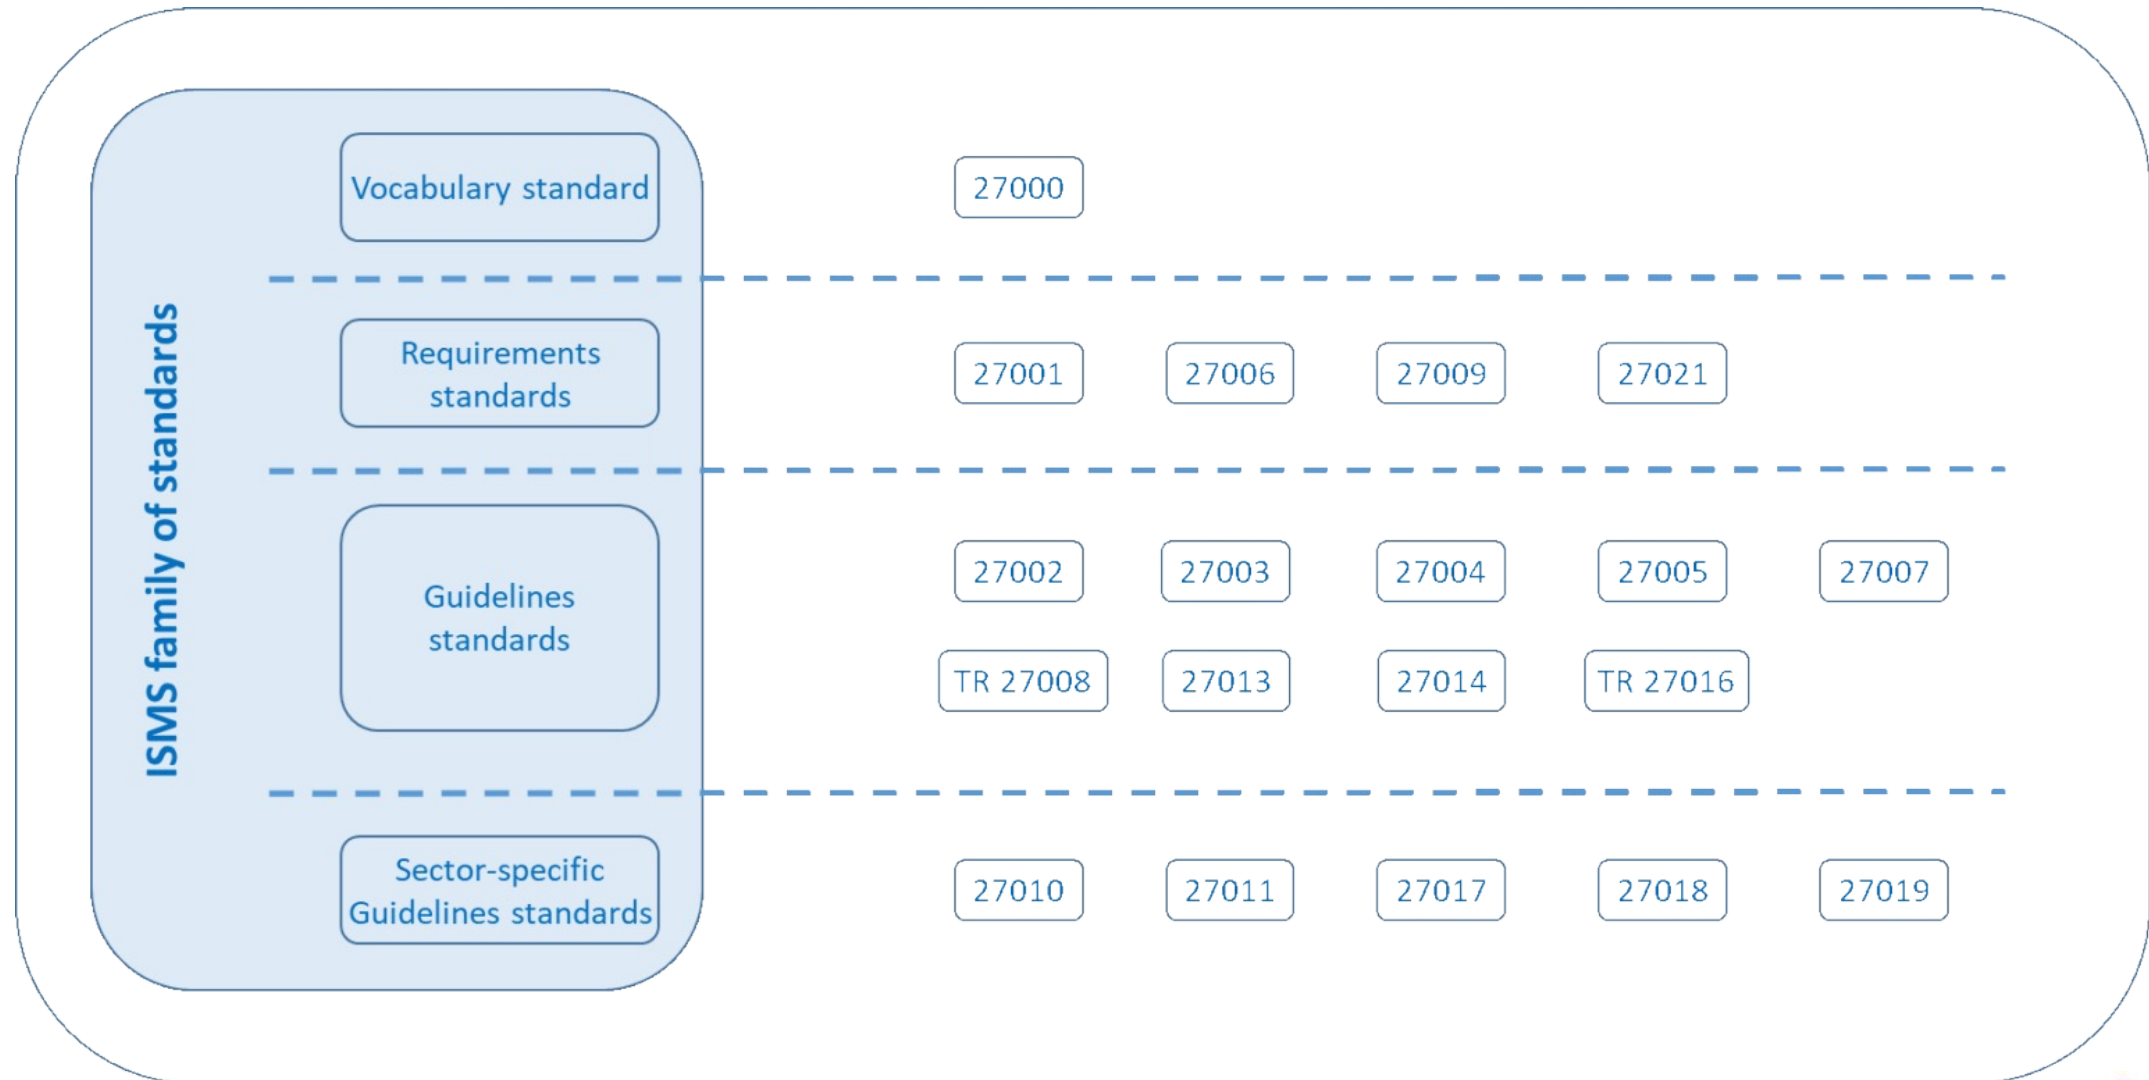 ISMS family of standards
Vocabulary standard
27000
Requirements
standards
27001 27006 27009 27021
Guidelines
standards
27002 27003 27004 27005 27007
TR 27008 27013 27014 TR 27016
Sector-specific
Guidelines standards
27010 27011 27017 27018 27019